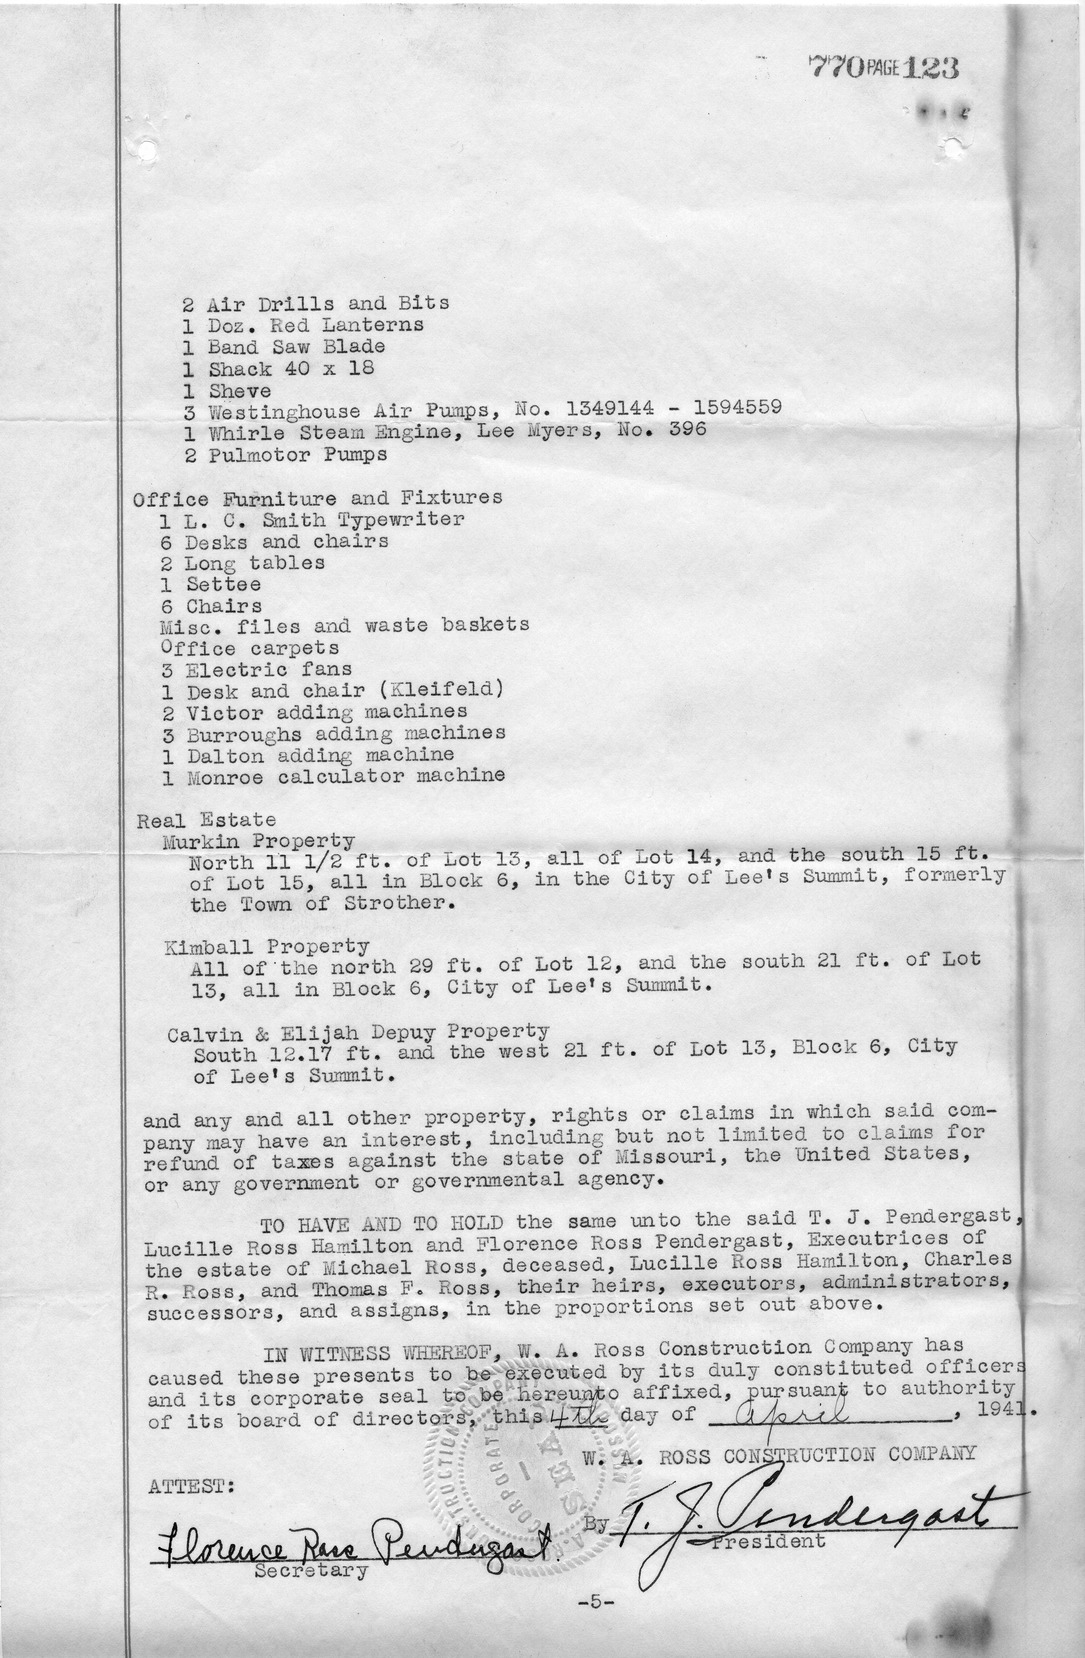 770 PAGE 123
2 Air Drills and Bits
1 Doz. Red Lanterns
1 Band Saw Blade
1 Shack 40 x 18
1 Sheve
3 Westinghouse Air Pumps, No. 1349144 - 1594559
1 Whirle Steam Engine, Lee Myers, No. 396
2 Pulmotor Pumps
Office Furniture and Fixtures
1 L. C. Smith Typewriter
6 Desks and chairs
2 Long tables
1 Settee
6 Chairs
Misc. files and waste baskets
Office carpets
3 Electric fans
1 Desk and chair (Kleifeld)
2 Victor adding machines
3 Burroughs adding machines
1 Dalton adding machine
1 Monroe calculator machine
Real Estate
Murkin Property
North 11 1/2 ft. of Lot 13, all of Lot 14, and the south 15 ft.
of Lot 15, all in Block 6, in the City of Lee's Summit, formerly
the Town of Strother.
Kimball Property
All of the north 29 ft. of Lot 12, and the south 21 ft. of Lot
13, all in Block 6, City of Lee's Summit.
Calvin & Elijah Depuy Property
South 12.17 ft. and the west 21 ft. of Lot 13, Block 6, City
of Lee's Summit.
and any and all other property, rights or claims in which said com-
pany may have an interest, including but not limited to claims for
refund of taxes against the state of Missouri, the United States,
or any government or governmental agency.
TO HAVE AND TO HOLD the same unto the said T. J. Pendergast,
Lucille Ross Hamilton and Florence Ross Pendergast, Executrices of
the estate of Michael Ross, deceased, Lucille Ross Hamilton, Charles
R. Ross, and Thomas F. Ross, their heirs, executors, administrators,
successors, and assigns, in the proportions set out above.
IN WITNESS WHEREOF, W. A. Ross Construction Company has
caused these presents to be executed by its duly constituted officers
and its corporate seal to be hereunto affixed, pursuant to authority
of its board of directors, this 4th day of April, 1941.
W. A. ROSS CONSTRUCTION COMPANY
ATTEST:
By T. J. Pendergast
President
Florence Ross Pendergast.
Secretary
CORPORATE SEAL
-5-